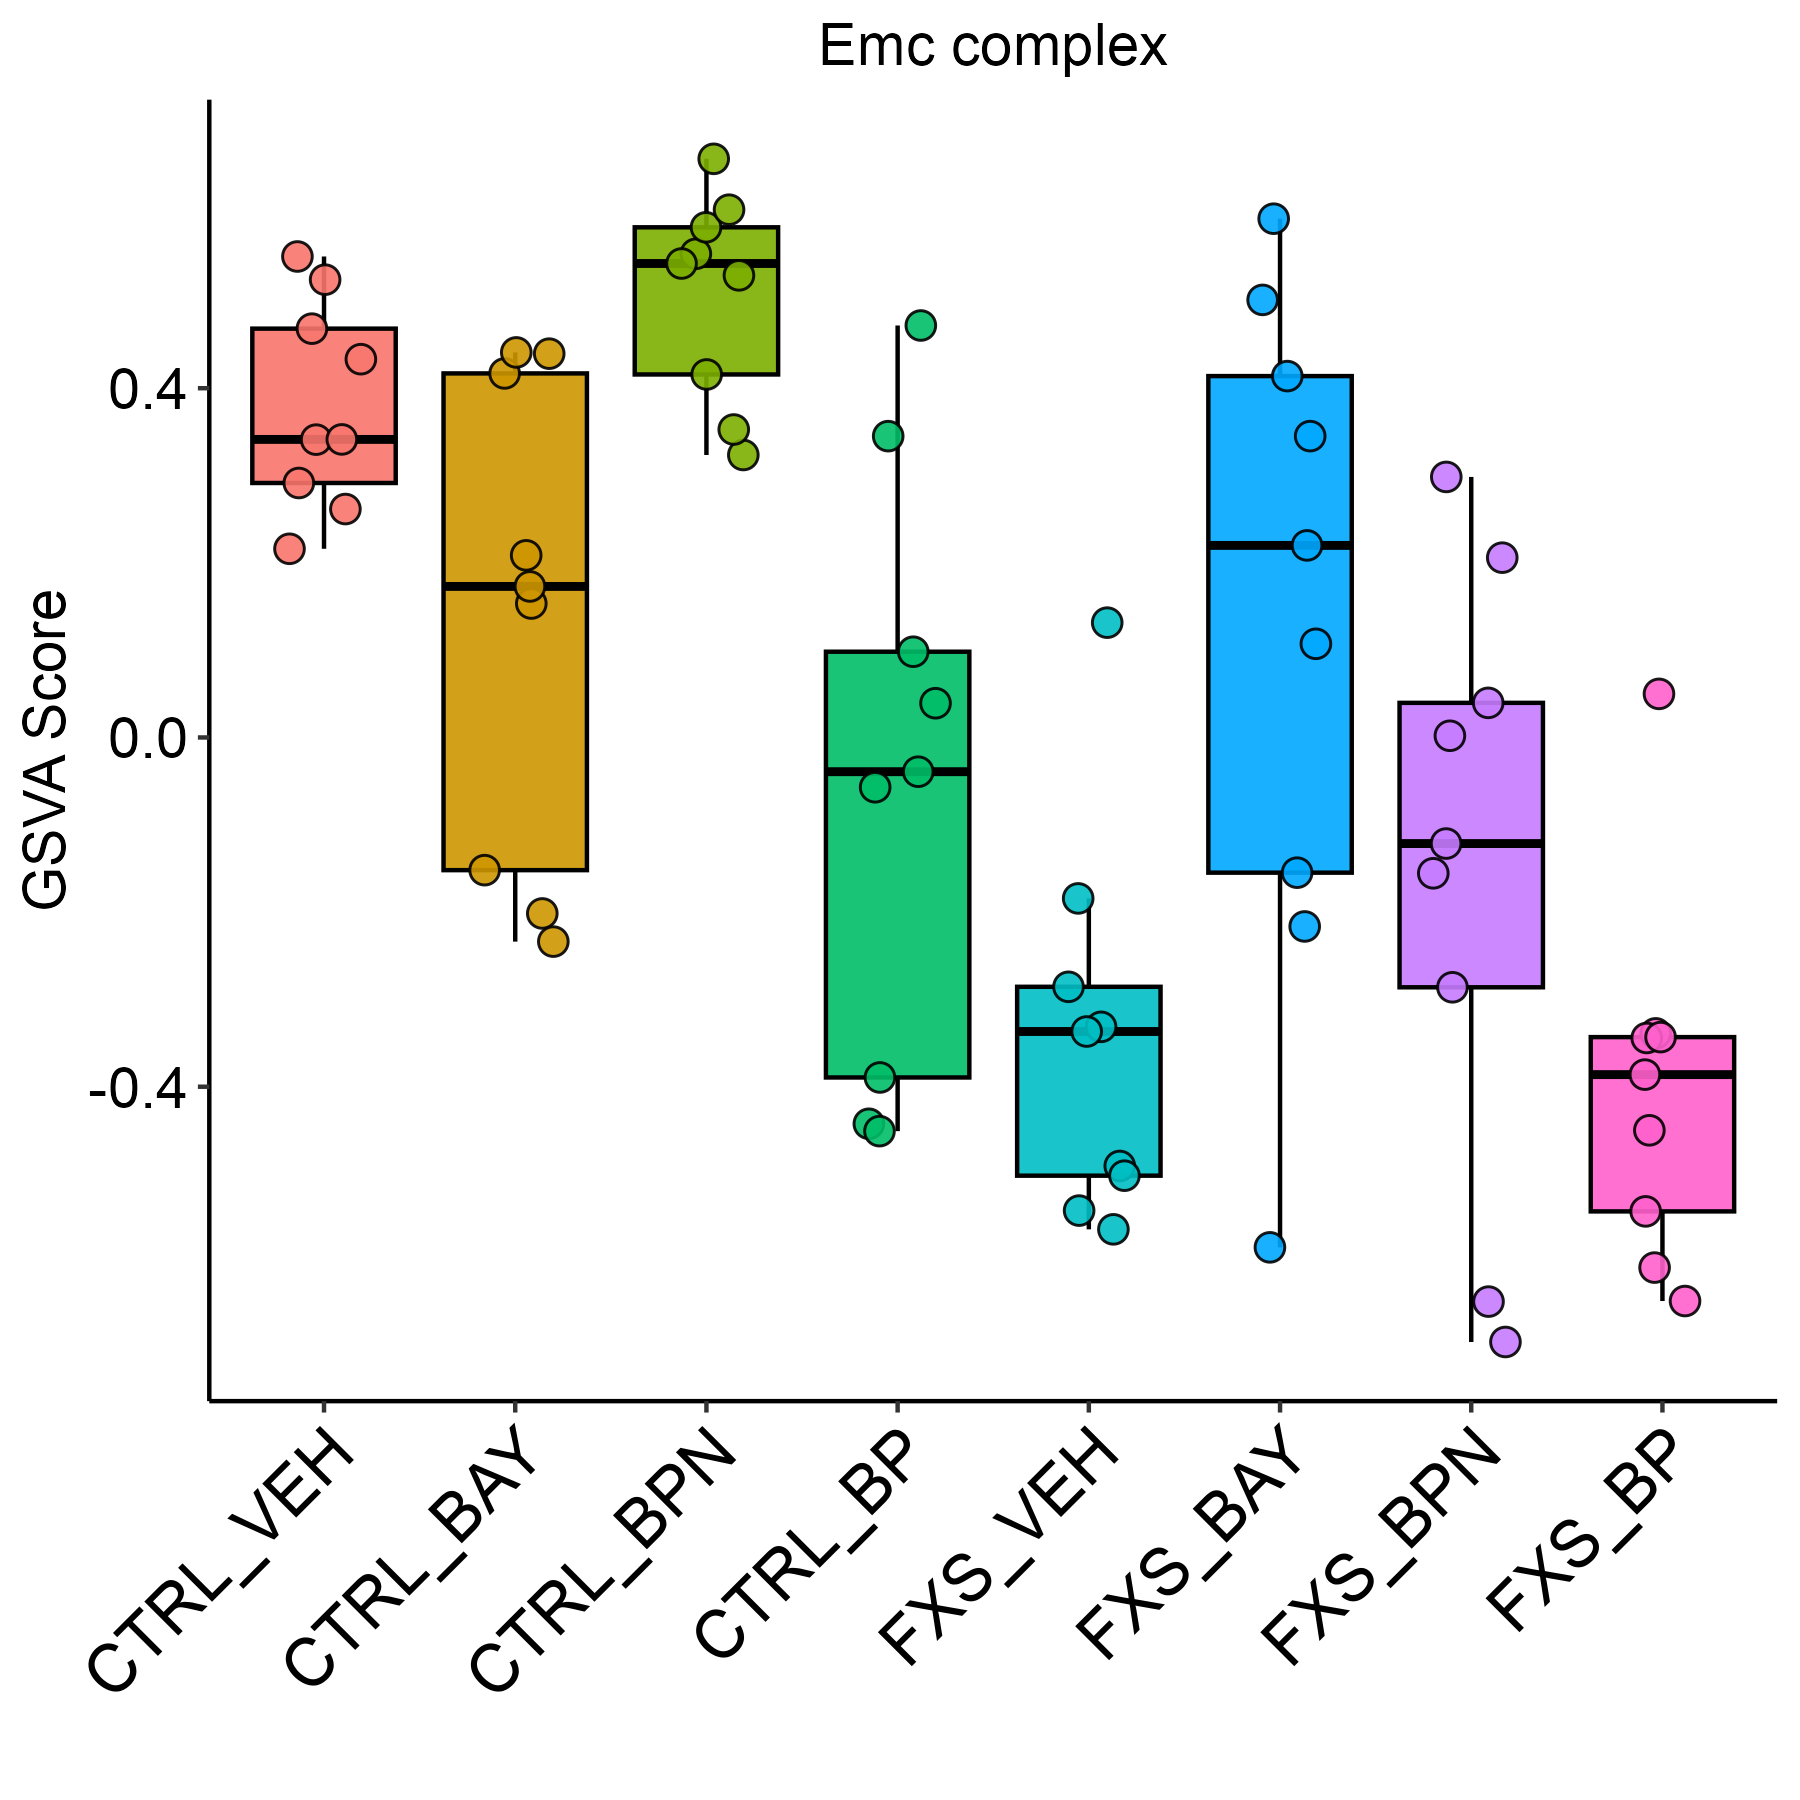 Emc complex
GSVA Score
0.4
0.0
-0.4
CTRL_VEH
CTRL_BAY
CTRL_BPN
CTRL_BP
FXS_VEH
FXS_BAY
FXS_BPN
FXS_BP